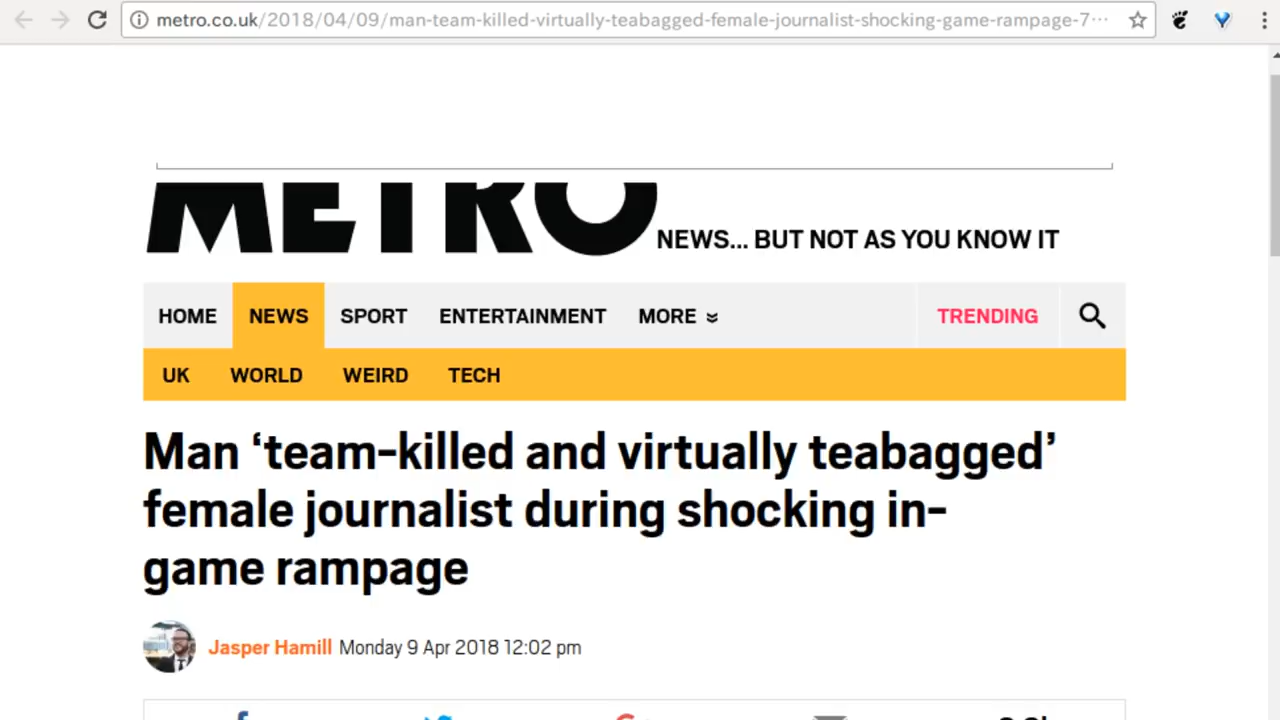 metro.co.uk/2018/04/09/man-team-killed-virtually-teabagged-female-journalist-shocking-game-rampage-7...
METRO
NEWS... BUT NOT AS YOU KNOW IT
HOME NEWS SPORT ENTERTAINMENT MORE TRENDING
UK WORLD WEIRD TECH
Man ‘team-killed and virtually teabagged’
female journalist during shocking in-
game rampage
Jasper Hamill Monday 9 Apr 2018 12:02 pm